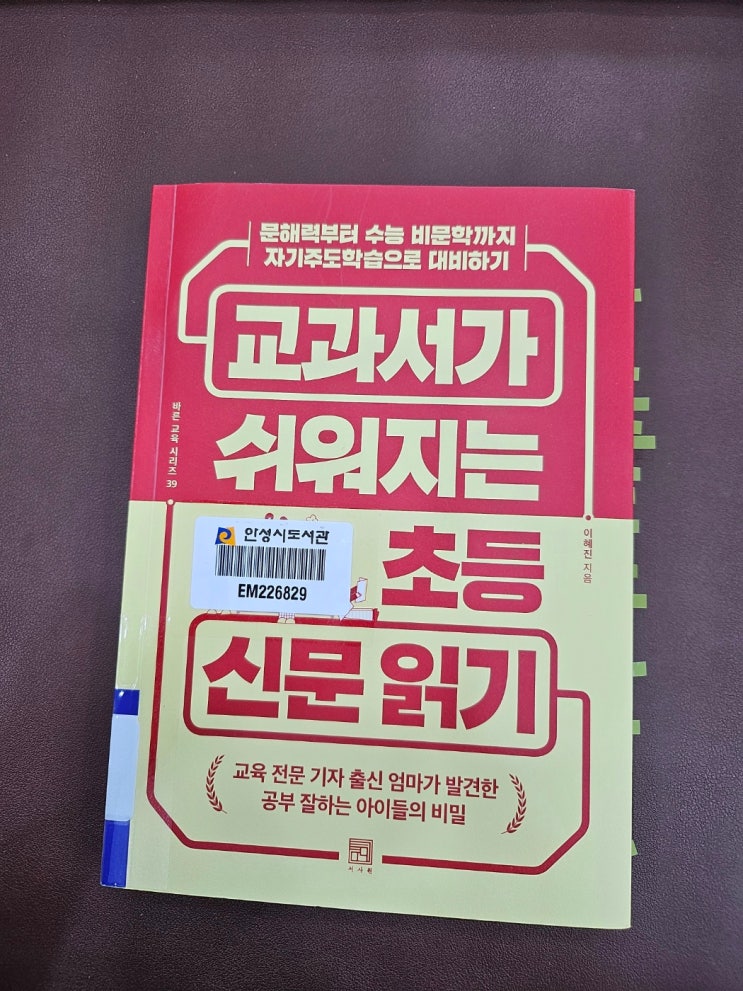 문해력부터 수능 비문학까지
자기주도학습으로 대비하기
교과서가
쉬워지는
초등
신문 읽기
바른 교육 시리즈 39
이혜진 지음
안성시도서관
EM226829
교육 전문 기자 출신 엄마가 발견한
공부 잘하는 아이들의 비밀
서사원